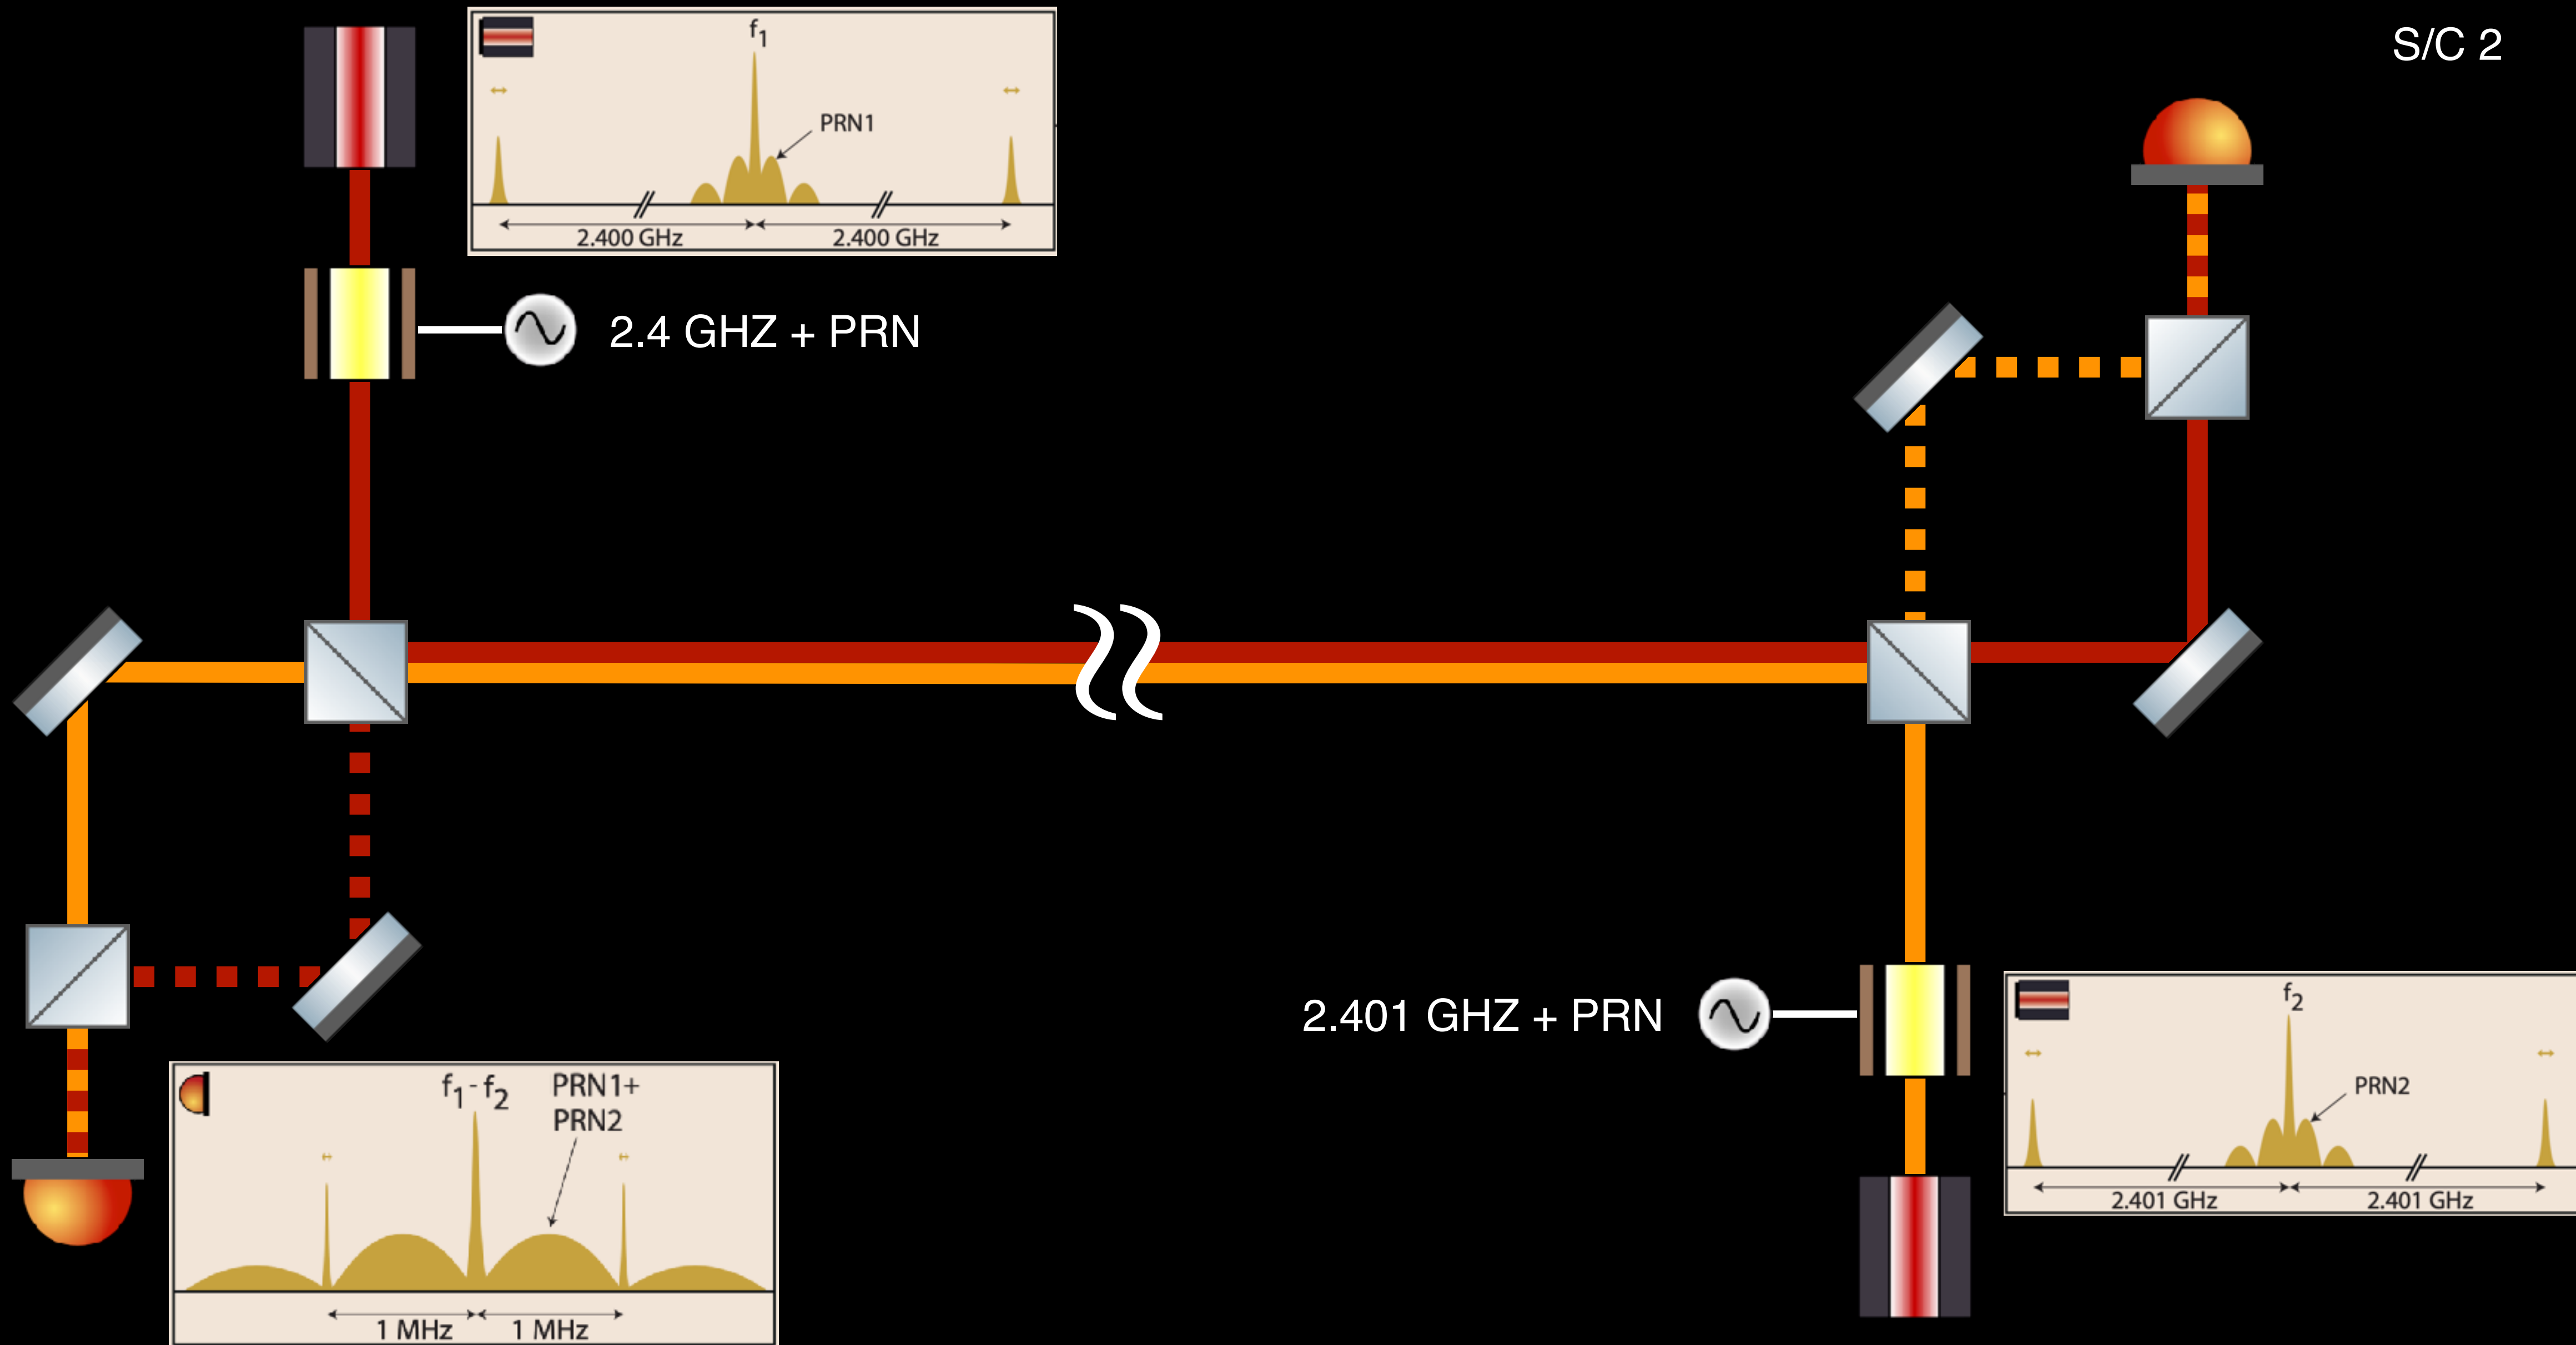 f₁
S/C 2
PRN1
2.400 GHz
2.400 GHz
2.4 GHZ + PRN
2.401 GHZ + PRN
f₂
PRN2
2.401 GHz
2.401 GHz
f₁-f₂
PRN1+
PRN2
1 MHz
1 MHz